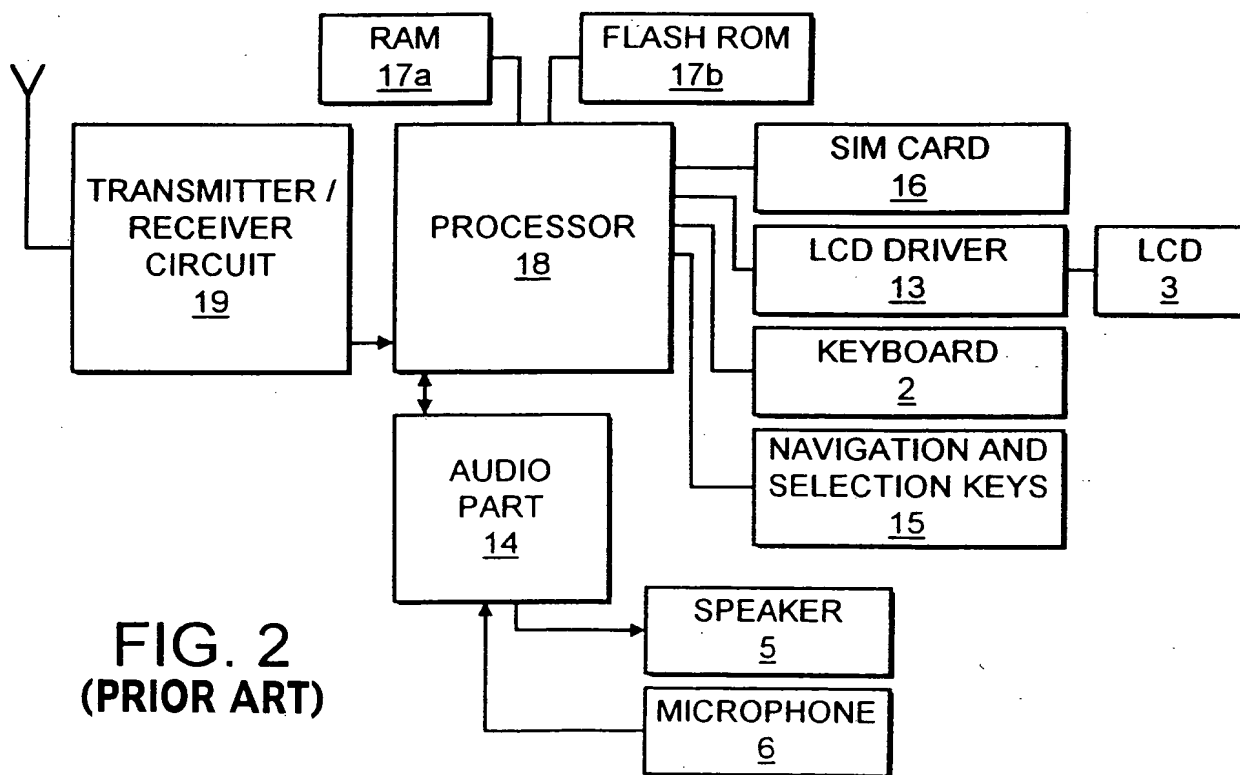 RAM
17a
FLASH ROM
17b
TRANSMITTER /
RECEIVER
CIRCUIT
19
PROCESSOR
18
SIM CARD
16
LCD DRIVER
13
LCD
3
KEYBOARD
2
NAVIGATION AND
SELECTION KEYS
15
AUDIO
PART
14
SPEAKER
5
MICROPHONE
6
FIG. 2
(PRIOR ART)